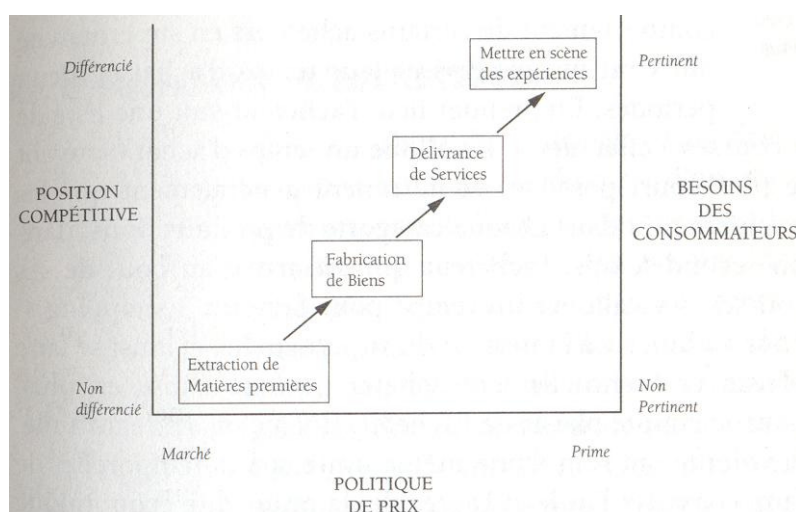 Différencié
Mettre en scène
des expériences
Pertinent
Délivrance
de Services
POSITION
COMPÉTITIVE
BESOINS
DES
CONSOMMATEURS
Fabrication
de Biens
Extraction de
Matières premières
Non
différencié
Non
Pertinent
Marché
Prime
POLITIQUE
DE PRIX